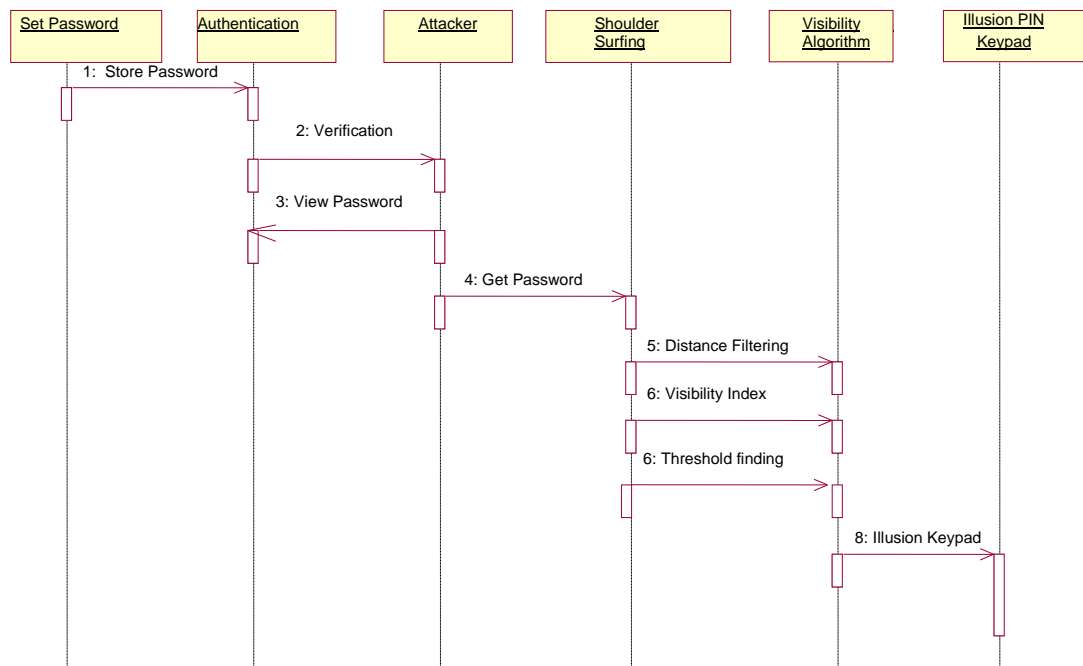 Set Password
Authentication
Attacker
Shoulder
Surfing
Visibility
Algorithm
Illusion PIN
Keypad
1: Store Password
2: Verification
3: View Password
4: Get Password
5: Distance Filtering
6: Visibility Index
6: Threshold finding
8: Illusion Keypad